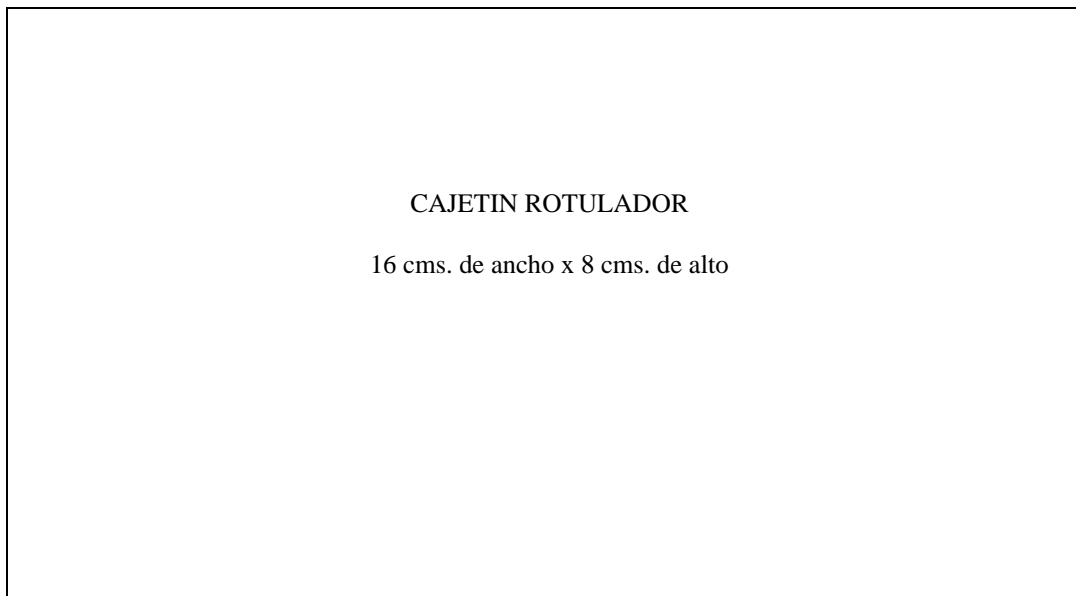 CAJETIN ROTULADOR
16 cms. de ancho x 8 cms. de alto